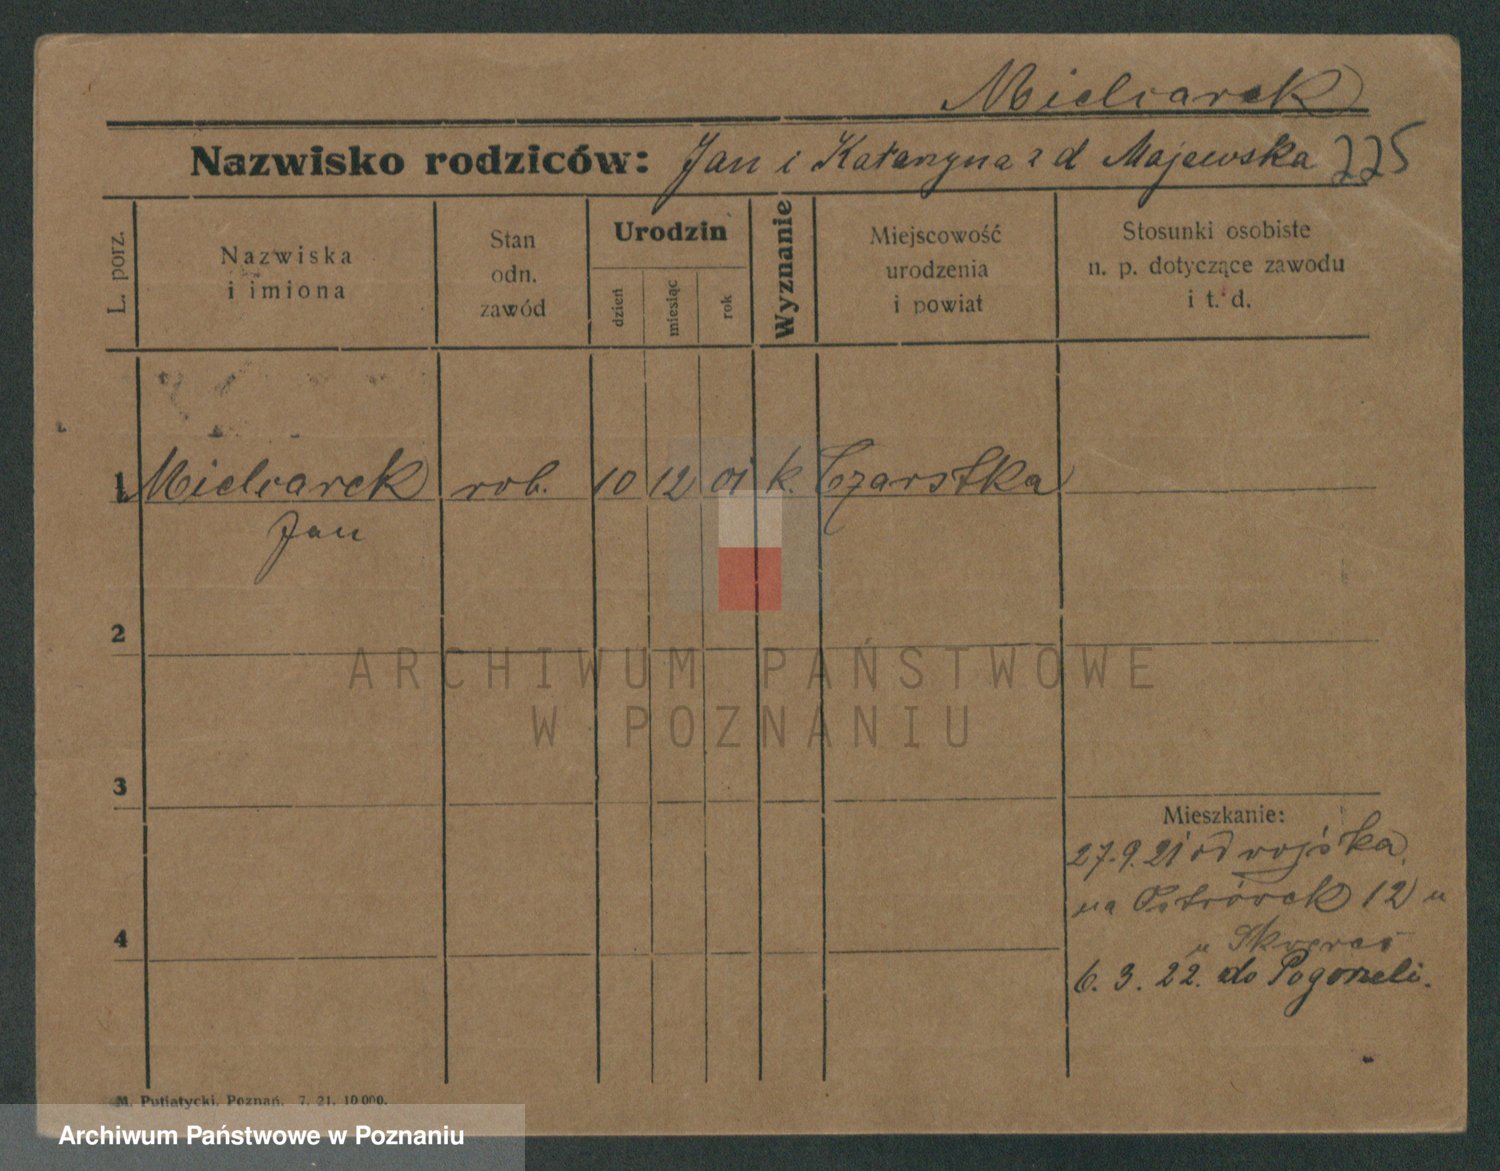 Mielcarek
Nazwisko rodziców: Jan i Katarzyna z d Majewska 225
L. porz.
Nazwiska
i imiona
Stan
odn.
zawód
Urodzin
dzień
miesiąc
rok
Wyznanie
Miejscowość
urodzenia
i powiat
Stosunki osobiste
n. p. dotyczące zawodu
i t. d.
1 Mielcarek rob. 10 12 01 k. Czarstka
Jan
2
ARCHIWUM PAŃSTWOWE
W POZNANIU
3
Mieszkanie:
27.9.21 od wojska
na Ostrówek 12 u
4
6. 3. 22. do Pogorzeli.
M. Putiatycki, Poznań. 7. 21. 10 000.
Archiwum Państwowe w Poznaniu